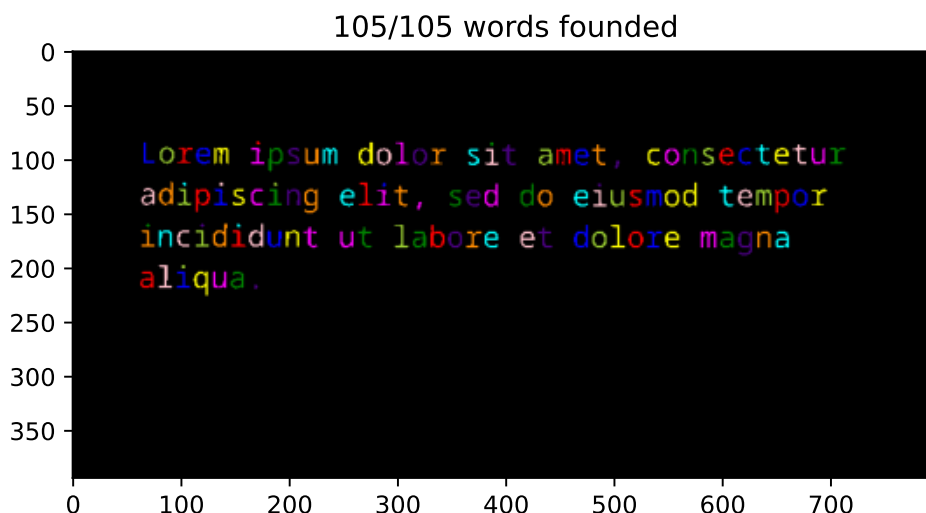 105/105 words founded
0
50
100
150
200
250
300
350
Lorem ipsum dolor sit amet, consectetur
adipiscing elit, sed do eiusmod tempor
incididunt ut labore et dolore magna
aliqua.
0 100 200 300 400 500 600 700